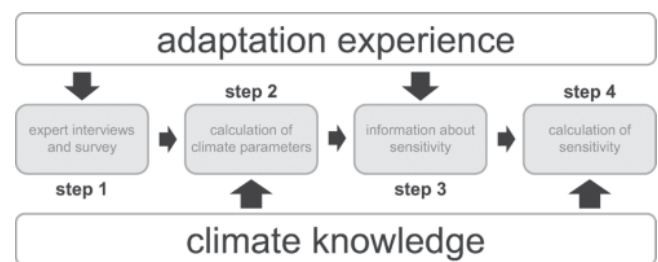 adaptation experience
step 2
step 4
expert interviews
and survey
calculation of
climate parameters
information about
sensitivity
calculation of
sensitivity
step 1
step 3
climate knowledge